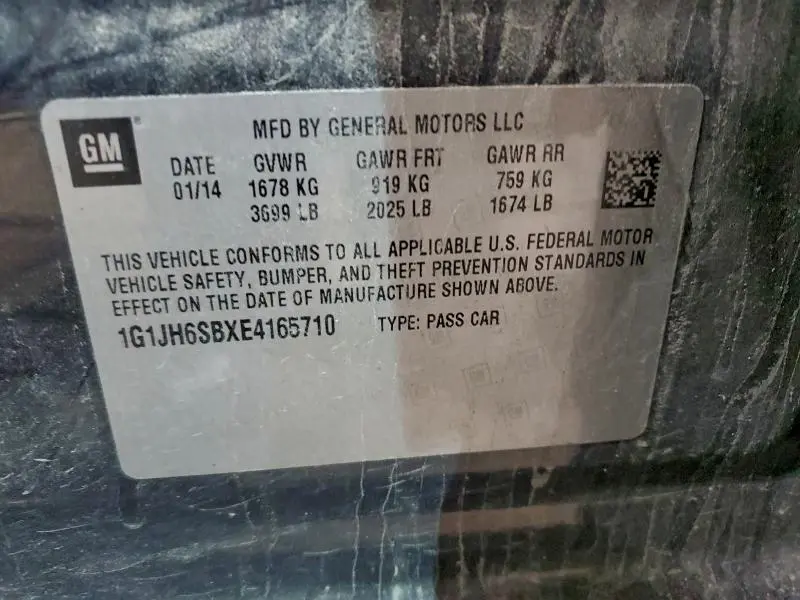 GM
MFD BY GENERAL MOTORS LLC
DATE GVWR GAWR FRT GAWR RR
01/14 1678 KG 919 KG 759 KG
3699 LB 2025 LB 1674 LB
THIS VEHICLE CONFORMS TO ALL APPLICABLE U.S. FEDERAL MOTOR
VEHICLE SAFETY, BUMPER, AND THEFT PREVENTION STANDARDS IN
EFFECT ON THE DATE OF MANUFACTURE SHOWN ABOVE.
1G1JH6SBXE4165710 TYPE: PASS CAR